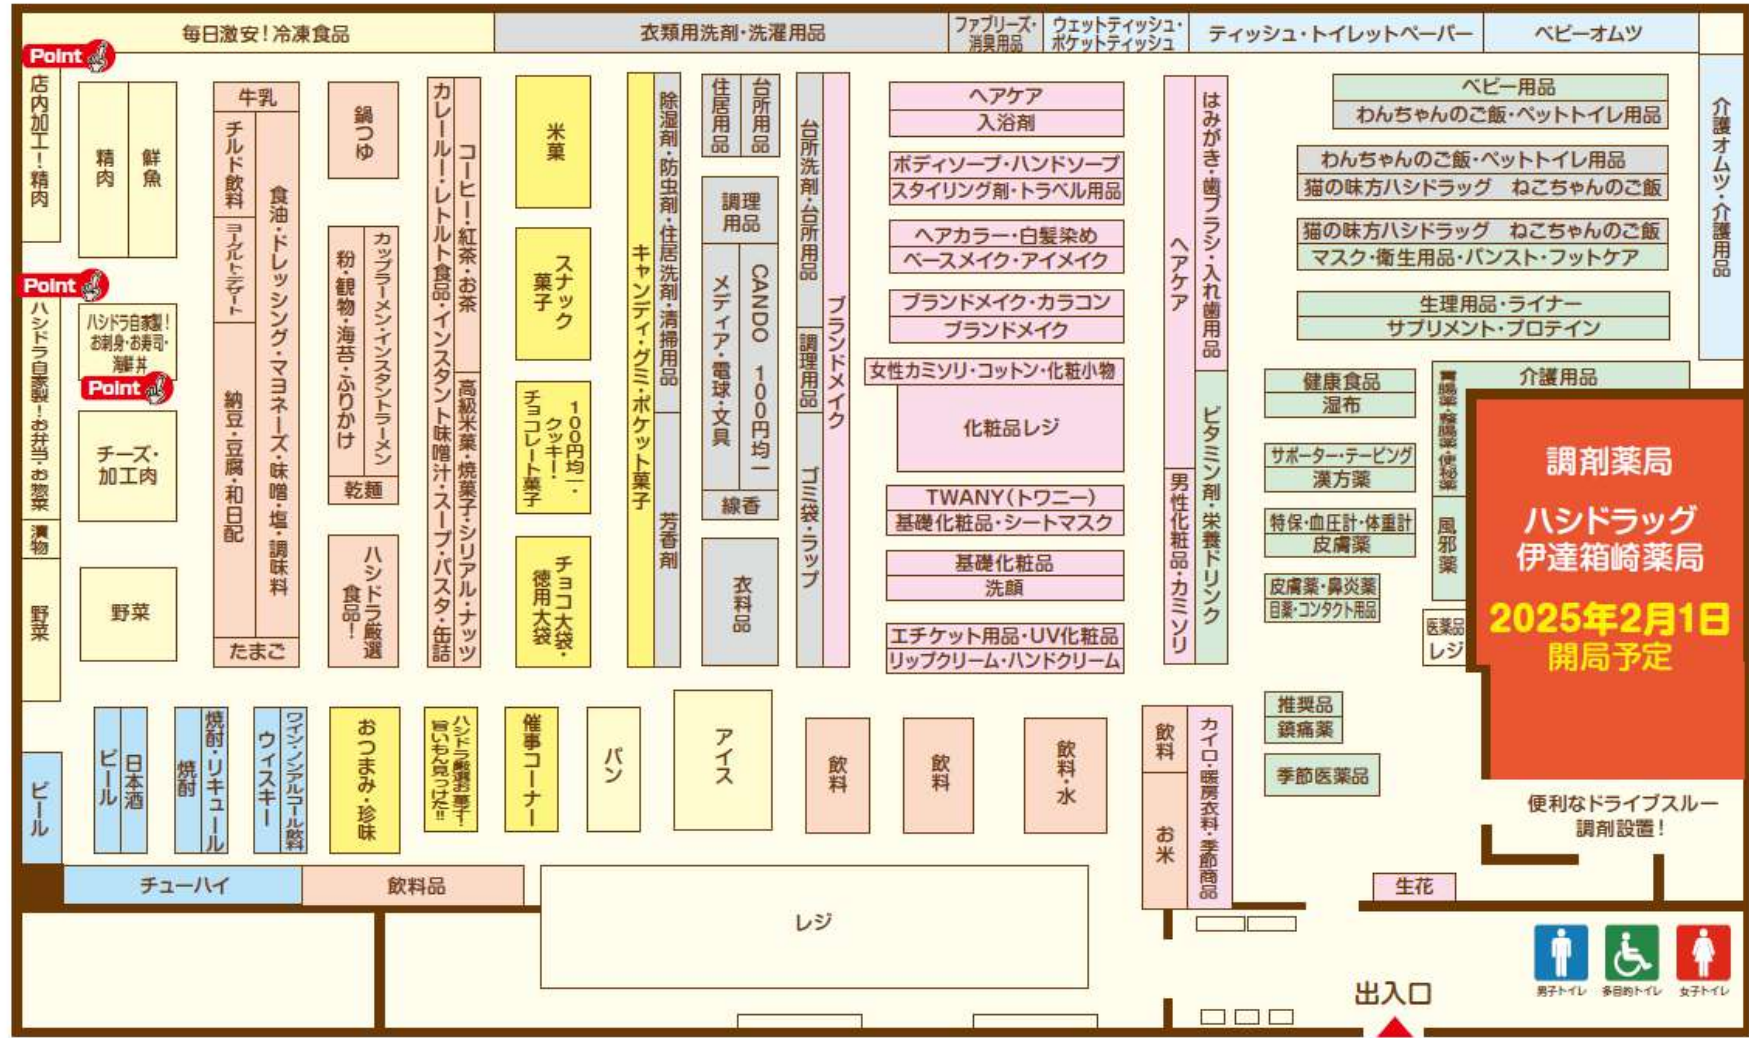 毎日激安!冷凍食品
衣類用洗剤・洗濯用品
ファブリーズ・
消臭用品
ウェットティッシュ・
ポケットティッシュ
ティッシュ・トイレットペーパー
ベビーオムツ
Point
店内加工!精肉
精肉
鮮魚
Point
ハシドラ自家製!お弁当・お惣菜
ハシドラ自家製!
お刺身・お寿司・
海鮮丼
Point
チーズ・
加工肉
漬物
野菜
野菜
牛乳
チルド飲料
ヨーグルト・デザート
納豆・豆腐・和日配
食油・ドレッシング・マヨネーズ・味噌・塩・調味料
たまご
鍋つゆ
粉・観物・海苔・ふりかけ
カップラーメン・インスタントラーメン
乾麺
ハシドラ厳選
食品!
カレールー・レトルト食品・インスタント味噌汁・スープ・パスタ・缶詰
コーヒー・紅茶・お茶
高級米菓・焼菓子・シリアル・ナッツ
米菓
スナック
菓子
100円均一・
クッキー!
チョコレート菓子
チョコ大袋・
徳用大袋
キャンディ・グミ・ポケット菓子
除湿剤・防虫剤・住居洗剤・清掃用品
芳香剤
住居用品
台所用品
調理
用品
メディア・電球・文具
CANDO 100円均一
線香
衣料品
台所洗剤・台所用品
調理用品
ゴミ袋・ラップ
ブランドメイク
ヘアケア
入浴剤
ボディソープ・ハンドソープ
スタイリング剤・トラベル用品
ヘアカラー・白髪染め
ベースメイク・アイメイク
ブランドメイク・カラコン
ブランドメイク
女性カミソリ・コットン・化粧小物
化粧品レジ
TWANY(トワニー)
基礎化粧品・シートマスク
基礎化粧品
洗顔
エチケット用品・UV化粧品
リップクリーム・ハンドクリーム
ヘアケア
男性化粧品・カミソリ
はみがき・歯ブラシ・入れ歯用品
ビタミン剤・栄養ドリンク
ベビー用品
わんちゃんのご飯・ペットトイレ用品
わんちゃんのご飯・ペットトイレ用品
猫の味方ハシドラッグ ねこちゃんのご飯
猫の味方ハシドラッグ ねこちゃんのご飯
マスク・衛生用品・パンスト・フットケア
生理用品・ライナー
サプリメント・プロテイン
介護オムツ・介護用品
健康食品
湿布
サポーター・テーピング
漢方薬
特保・血圧計・体重計
皮膚薬
皮膚薬・鼻炎薬
目薬・コンタクト用品
介護用品
胃腸薬・整腸薬・便秘薬
風邪薬
医薬品
レジ
調剤薬局
ハシドラッグ
伊達箱崎薬局
2025年2月1日
開局予定
便利なドライブスルー
調剤設置!
推奨品
鎮痛薬
季節医薬品
ビール
ビール
日本酒
焼酎
焼酎・リキュール
ウィスキー
ワイン・ノンアルコール飲料
おつまみ・珍味
ハシドラ厳選お菓子!
旨いもん見つけた!!
催事コーナー
パン
アイス
飲料
飲料
飲料・水
飲料
お米
カイロ・暖房衣料・季節商品
チューハイ
飲料品
レジ
生花
出入口
男子トイレ
多目的トイレ
女子トイレ